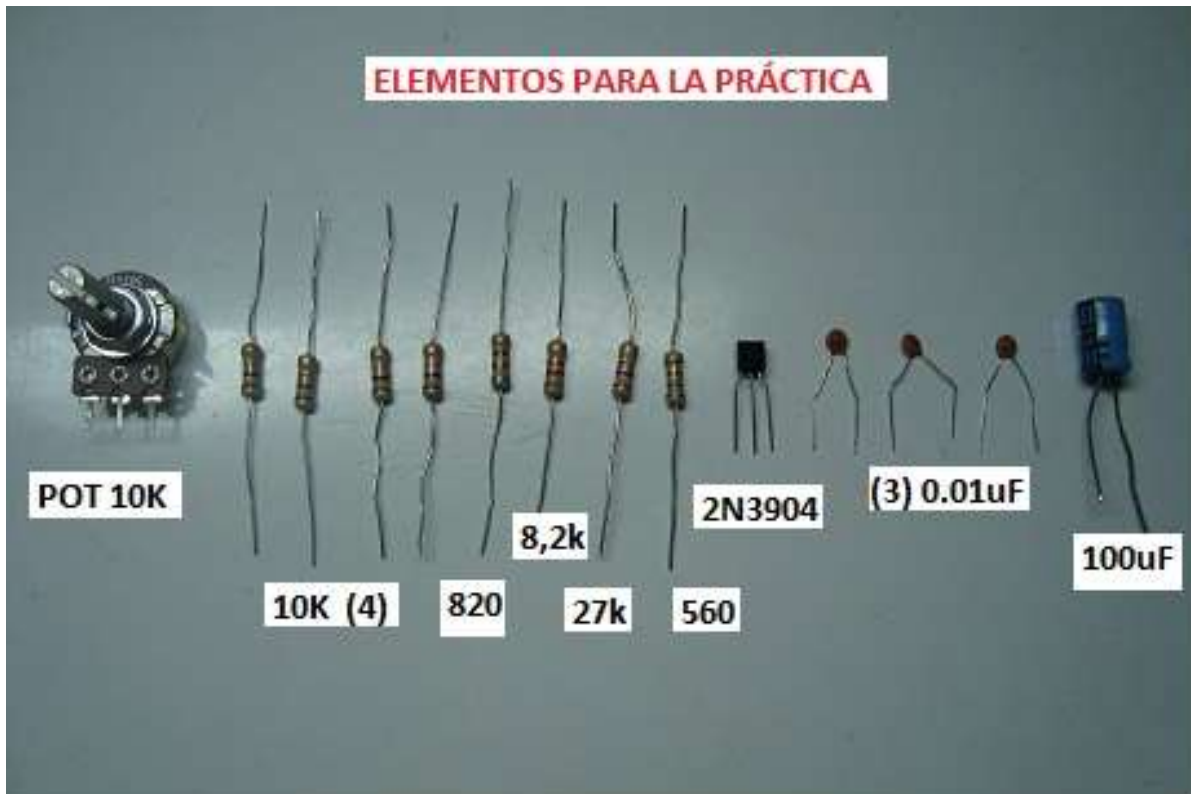 ELEMENTOS PARA LA PRÁCTICA
POT 10K
10K (4)
820
8,2k
27k
560
2N3904
(3) 0.01uF
100uF